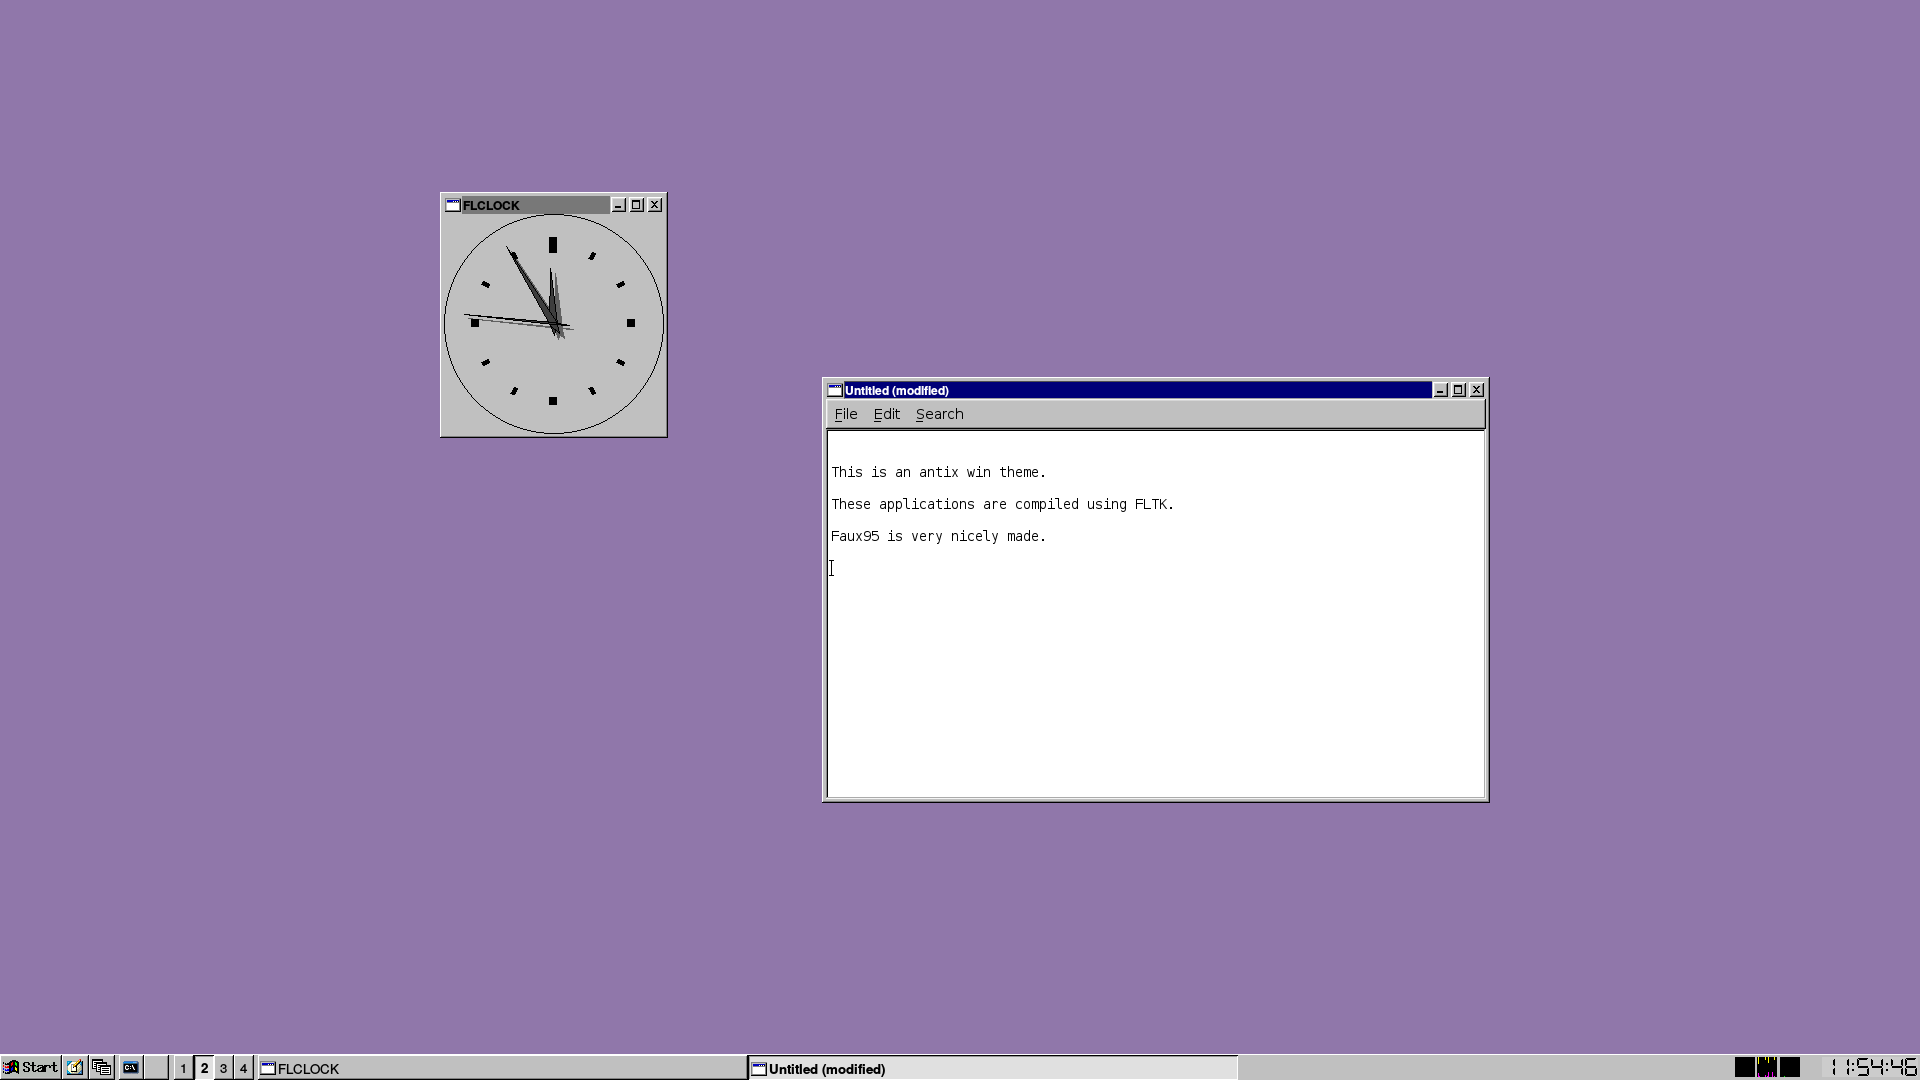 FLCLOCK
Untitled (modified)
File Edit Search
This is an antix win theme.
These applications are compiled using FLTK.
Faux95 is very nicely made.
Start C:\ 1 2 3 4 FLCLOCK Untitled (modified) 11:54:46